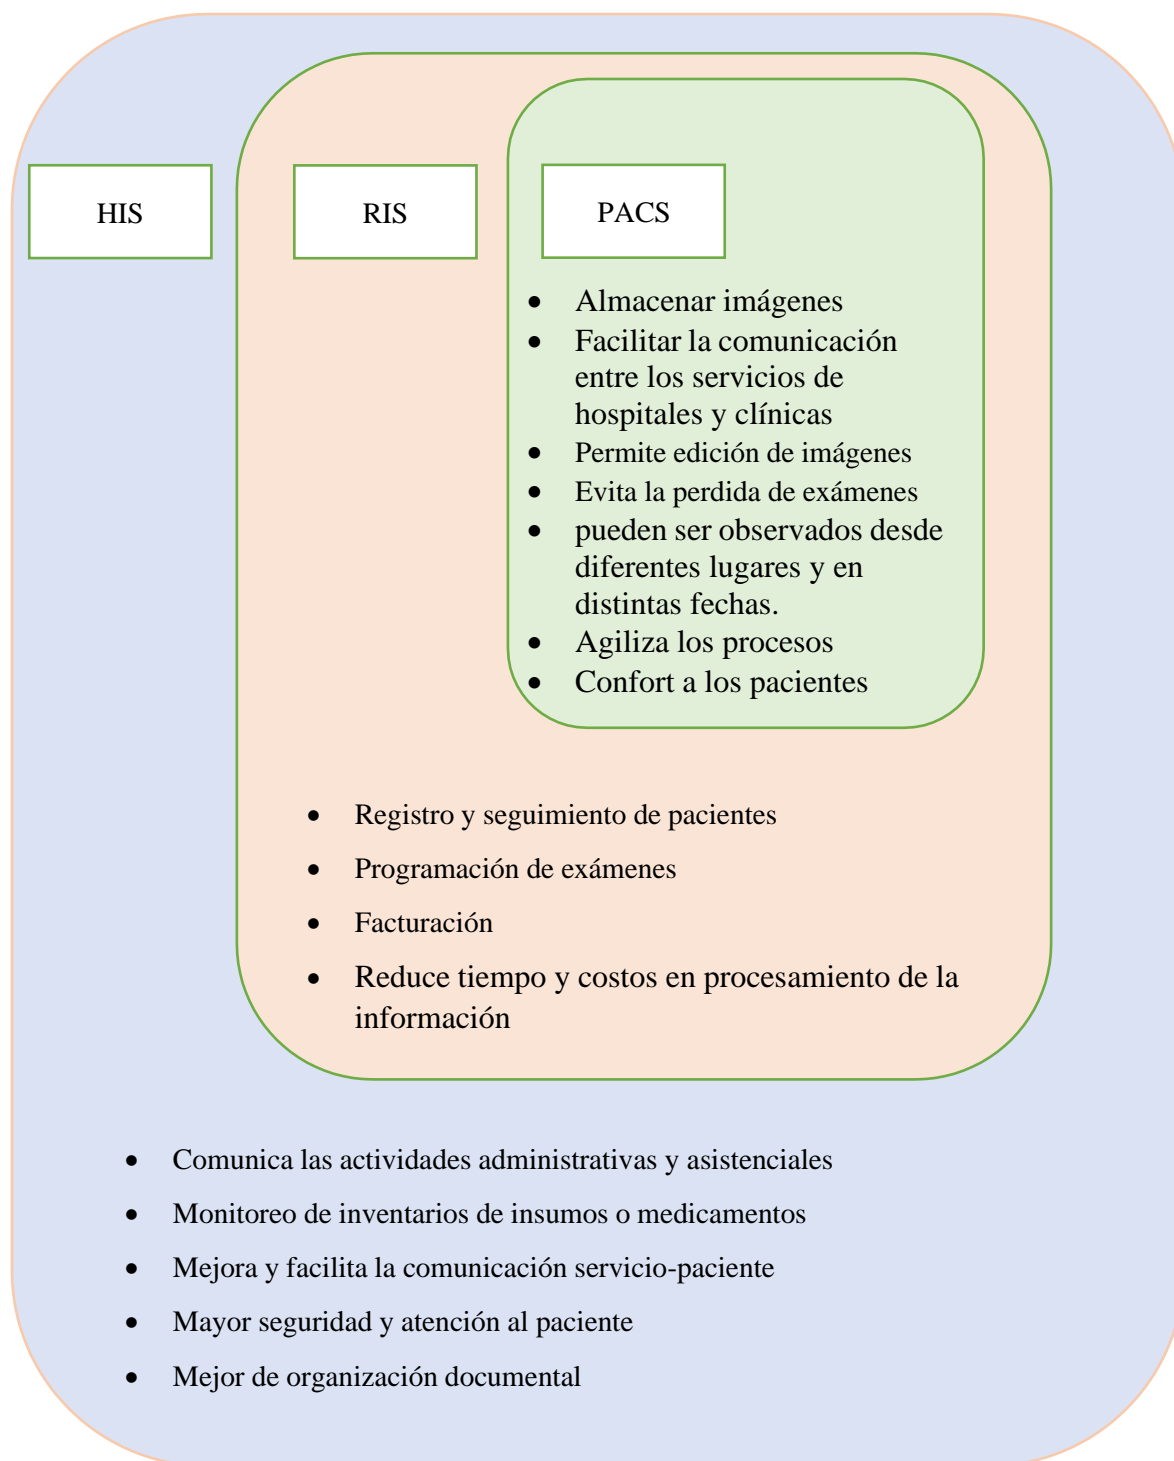 HIS
RIS
PACS
• Almacenar imágenes
• Facilitar la comunicación
entre los servicios de
hospitales y clínicas
• Permite edición de imágenes
• Evita la perdida de exámenes
• pueden ser observados desde
diferentes lugares y en
distintas fechas.
• Agiliza los procesos
• Confort a los pacientes
• Registro y seguimiento de pacientes
• Programación de exámenes
• Facturación
• Reduce tiempo y costos en procesamiento de la
información
• Comunica las actividades administrativas y asistenciales
• Monitoreo de inventarios de insumos o medicamentos
• Mejora y facilita la comunicación servicio-paciente
• Mayor seguridad y atención al paciente
• Mejor de organización documental